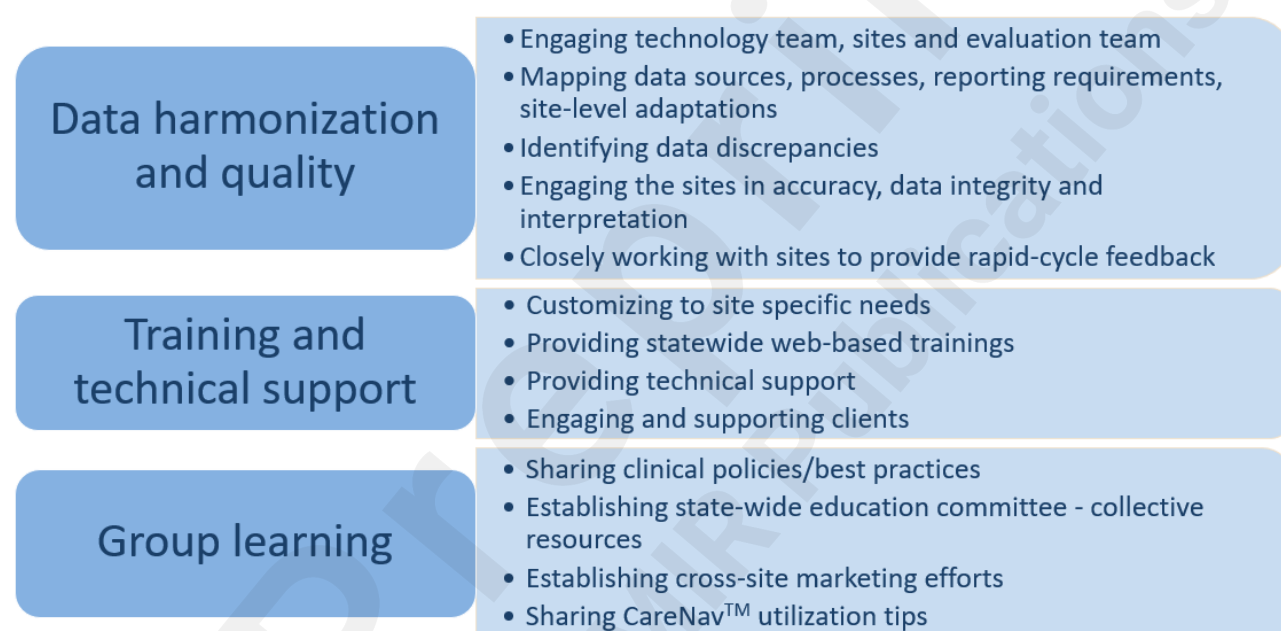 Data harmonization
and quality
• Engaging technology team, sites and evaluation team
• Mapping data sources, processes, reporting requirements,
site-level adaptations
• Identifying data discrepancies
• Engaging the sites in accuracy, data integrity and
interpretation
• Closely working with sites to provide rapid-cycle feedback
Training and
technical support
• Customizing to site specific needs
• Providing statewide web-based trainings
• Providing technical support
• Engaging and supporting clients
Group learning
• Sharing clinical policies/best practices
• Establishing state-wide education committee - collective
resources
• Establishing cross-site marketing efforts
• Sharing CareNav™ utilization tips
Preprin
MR Publications